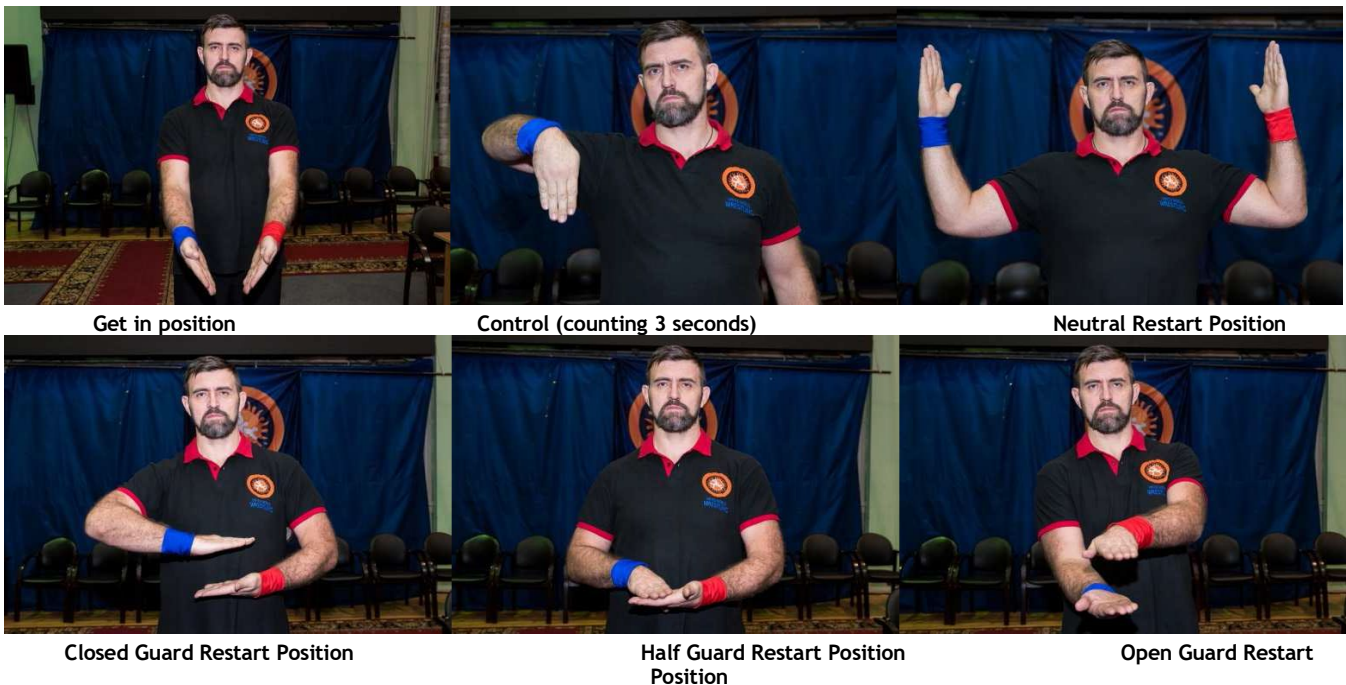 Get in position Control (counting 3 seconds) Neutral Restart Position
Closed Guard Restart Position Half Guard Restart Position Open Guard Restart
Position
WRESTLING